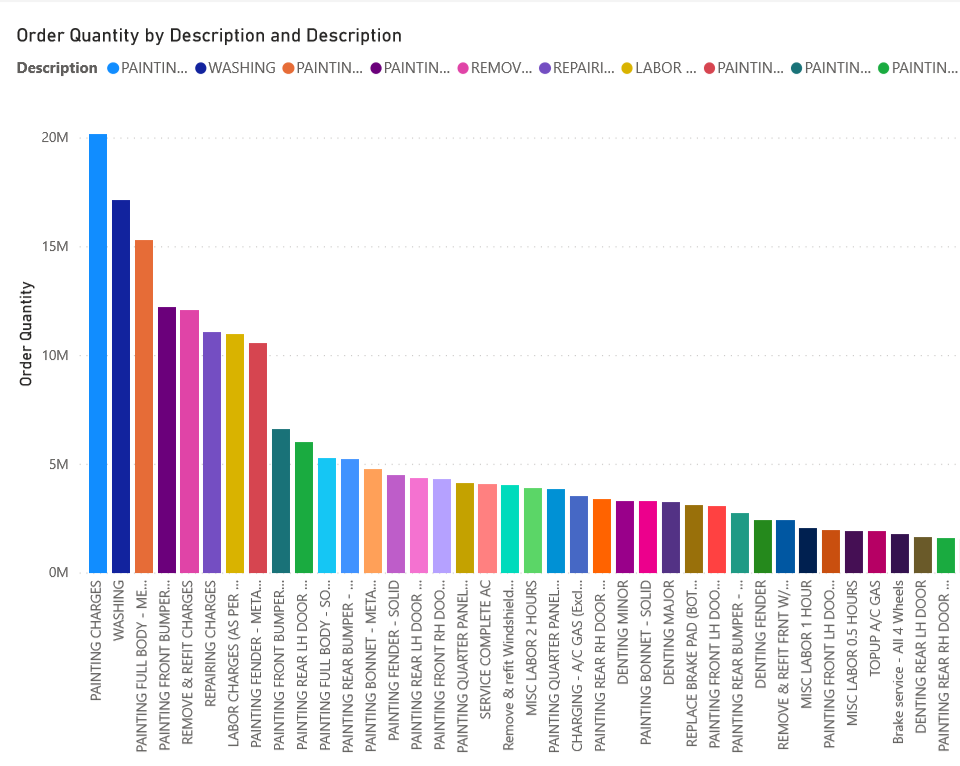 Order Quantity by Description and Description
Description PAINTIN... WASHING PAINTIN... PAINTIN... REMOV... REPAIRI... LABOR ... PAINTIN... PAINTIN... PAINTIN...
20M
15M
10M
5M
0M
Order Quantity
PAINTING CHARGES
WASHING
PAINTING FULL BODY - ME...
PAINTING FRONT BUMPER...
REMOVE & REFIT CHARGES
REPAIRING CHARGES
LABOR CHARGES (AS PER ...
PAINTING FENDER - META...
PAINTING FRONT BUMPER...
PAINTING REAR LH DOOR ...
PAINTING FULL BODY - SO...
PAINTING REAR BUMPER - ...
PAINTING BONNET - META...
PAINTING FENDER - SOLID
PAINTING REAR LH DOOR ...
PAINTING FRONT RH DOO...
PAINTING QUARTER PANEL...
SERVICE COMPLETE AC
Remove & refit Windshield...
MISC LABOR 2 HOURS
PAINTING QUARTER PANEL...
CHARGING - A/C GAS (Exd...
PAINTING REAR RH DOOR ...
DENTING MINOR
PAINTING BONNET - SOLID
DENTING MAJOR
REPLACE BRAKE PAD (BOT...
PAINTING FRONT LH DOO...
PAINTING REAR BUMPER - ...
DENTING FENDER
REMOVE & REFIT FRNT W/...
MISC LABOR 1 HOUR
PAINTING FRONT LH DOO...
MISC LABOR 0.5 HOURS
TOPUP A/C GAS
Brake service - All 4 Wheels
DENTING REAR LH DOOR
PAINTING REAR RH DOOR ...